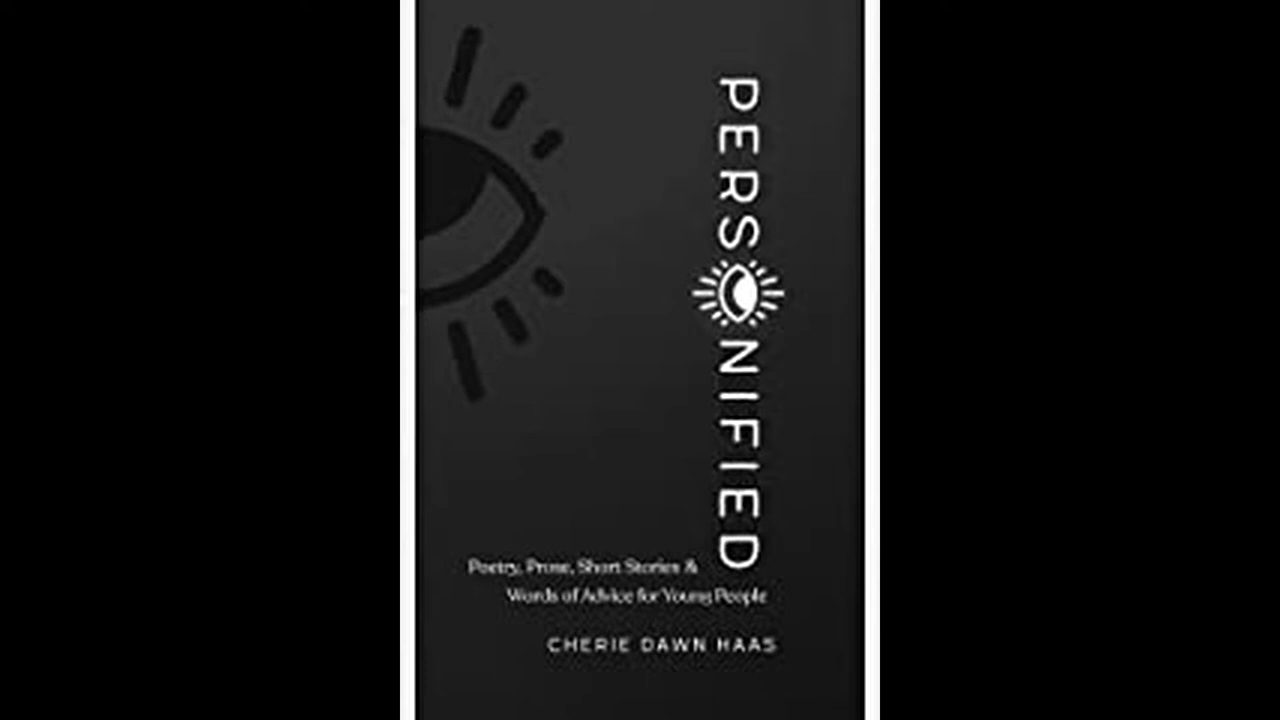 PERSONIFIED
Poetry, Prose, Short Stories &
Words of Advice for Young People
CHERIE DAWN HAAS